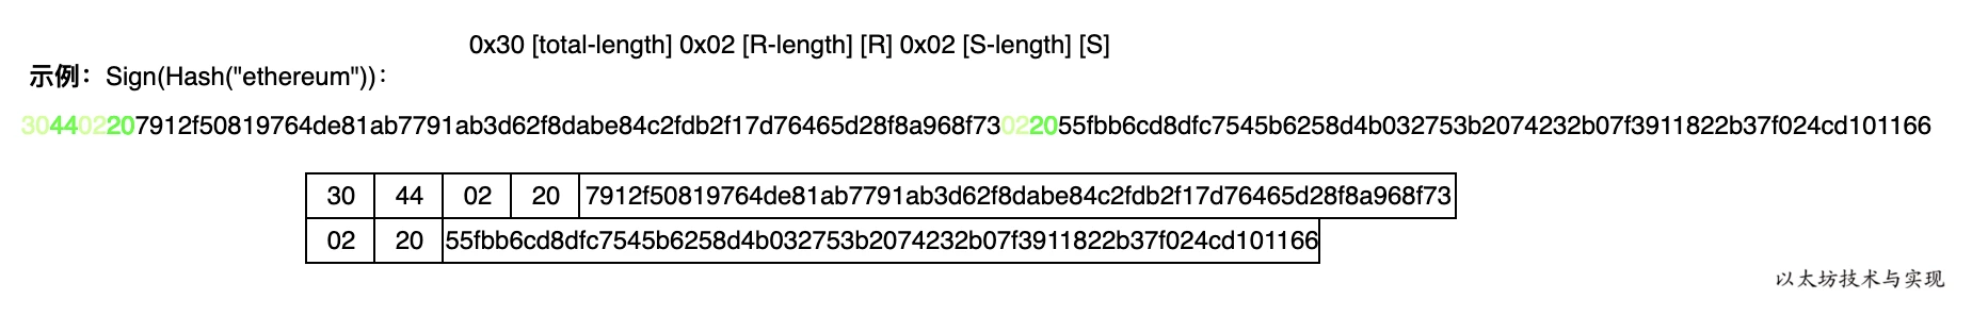 0x30 [total-length] 0x02 [R-length] [R] 0x02 [S-length] [S]
示例：Sign(Hash("ethereum")):
304402207912f50819764de81ab7791ab3d62f8dabe84c2fdb2f17d76465d28f8a968f73022055fbb6cd8dfc7545b6258d4b032753b2074232b07f3911822b37f024cd101166
30 44 02 20 7912f50819764de81ab7791ab3d62f8dabe84c2fdb2f17d76465d28f8a968f73
02 20 55fbb6cd8dfc7545b6258d4b032753b2074232b07f3911822b37f024cd101166
以太坊技术与实现